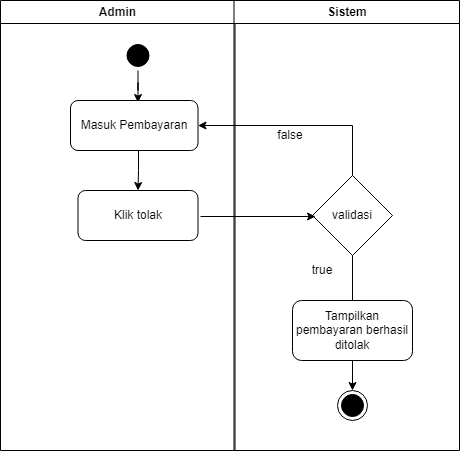 Admin
Sistem
Masuk Pembayaran
false
Klik tolak
validasi
true
Tampilkan
pembayaran berhasil
ditolak